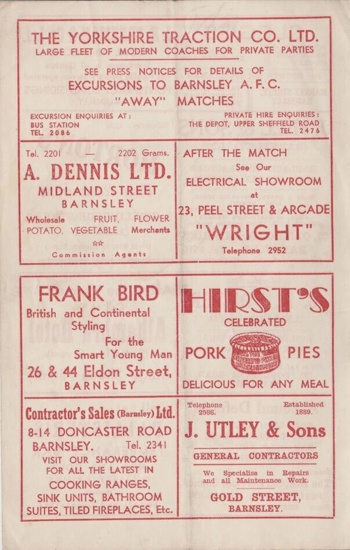 THE YORKSHIRE TRACTION CO. LTD.
LARGE FLEET OF MODERN COACHES FOR PRIVATE PARTIES
SEE PRESS NOTICES FOR DETAILS OF
EXCURSIONS TO BARNSLEY A.F.C.
"AWAY" MATCHES
EXCURSION ENQUIRIES AT:
BUS STATION
TEL. 2086
PRIVATE HIRE ENQUIRIES:
THE DEPOT, UPPER SHEFFIELD ROAD
TEL. 2476
Tel. 2201 — 2202 Grams.
A. DENNIS LTD.
MIDLAND STREET
BARNSLEY
Wholesale FRUIT, FLOWER
POTATO, VEGETABLE Merchants
☆☆
Commission Agents
AFTER THE MATCH
See Our
ELECTRICAL SHOWROOM
at
23, PEEL STREET & ARCADE
"WRIGHT"
Telephone 2952
FRANK BIRD
British and Continental
Styling
For the
Smart Young Man
26 & 44 Eldon Street,
BARNSLEY
HIRST'S
CELEBRATED
PORK PIES
DELICIOUS FOR ANY MEAL
Contractor's Sales (Barnsley) Ltd.
8-14 DONCASTER ROAD
BARNSLEY. Tel. 2341
VISIT OUR SHOWROOMS
FOR ALL THE LATEST IN
COOKING RANGES,
SINK UNITS, BATHROOM
SUITES, TILED FIREPLACES, Etc.
Telephone Established
2586. 1899.
J. UTLEY & Sons
GENERAL CONTRACTORS
We Specialise in Repairs
and all Maintenance Work.
GOLD STREET,
BARNSLEY.